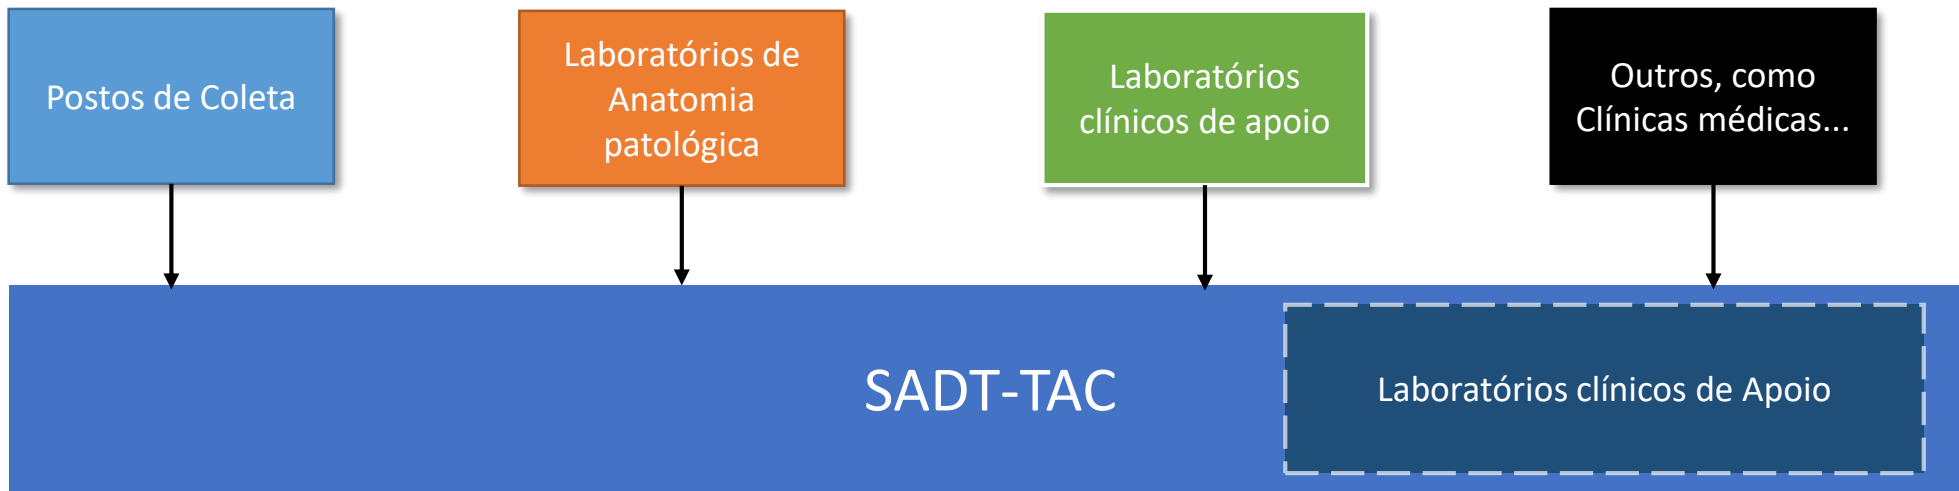 Postos de Coleta
Laboratórios de
Anatomia
patológica
Laboratórios
clínicos de apoio
Outros, como
Clínicas médicas...
SADT-TAC
Laboratórios clínicos de Apoio